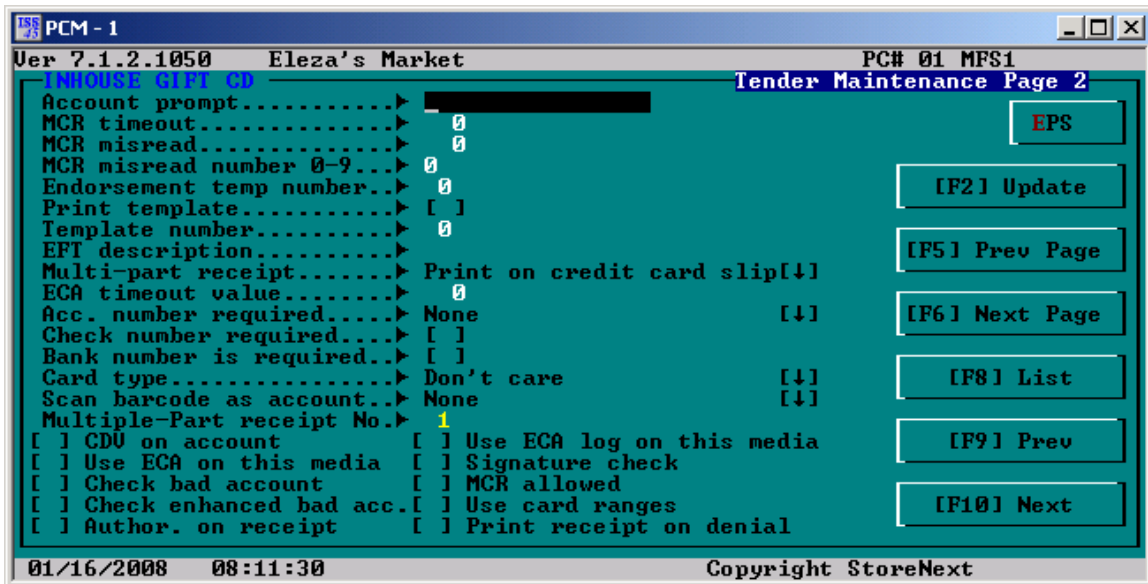 ISS 45 PCM - 1
Ver 7.1.2.1050 Eleza's Market PC# 01 MFS1
INHOUSE GIFT CD Tender Maintenance Page 2
Account prompt...........►
MCR timeout..............► 0
MCR misread..............► 0
MCR misread number 0-9...► 0
Endorsement temp number..► 0
Print template...........► [ ]
Template number..........► 0
EFT description..........►
Multi-part receipt.......► Print on credit card slip[↓]
ECA timeout value........► 0
Acc. number required.....► None [↓]
Check number required....► [ ]
Bank number is required..► [ ]
Card type................► Don't care [↓]
Scan barcode as account..► None [↓]
Multiple-Part receipt No.► 1
[ ] CDV on account [ ] Use ECA log on this media
[ ] Use ECA on this media [ ] Signature check
[ ] Check bad account [ ] MCR allowed
[ ] Check enhanced bad acc.[ ] Use card ranges
[ ] Author. on receipt [ ] Print receipt on denial
EPS
[F2] Update
[F5] Prev Page
[F6] Next Page
[F8] List
[F9] Prev
[F10] Next
01/16/2008 08:11:30 Copyright StoreNext